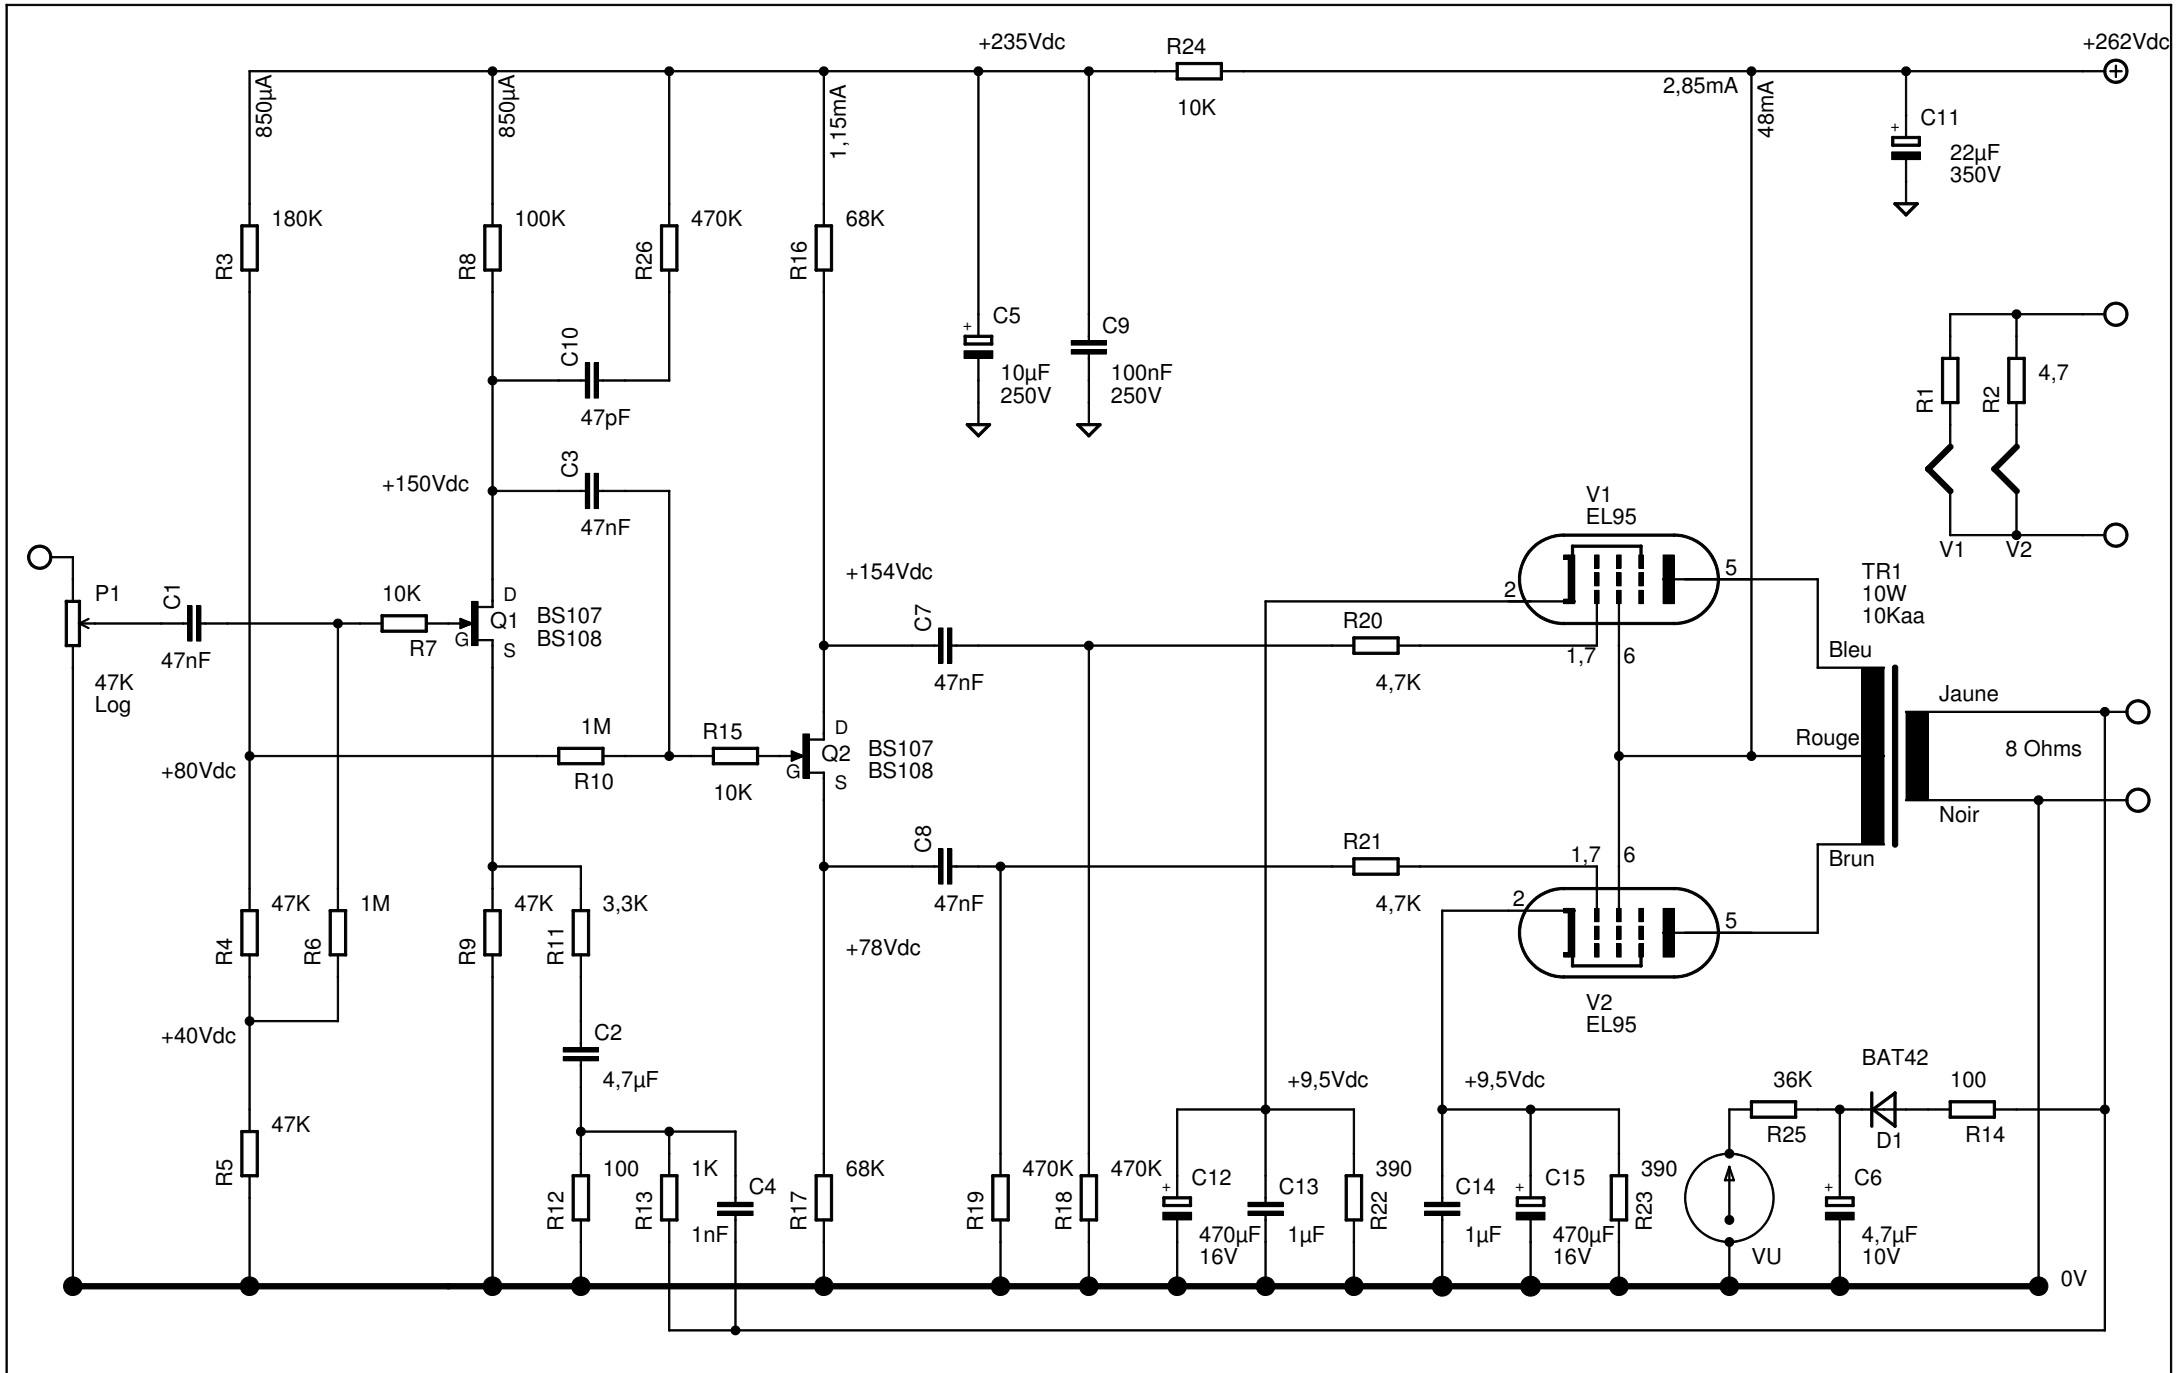 +235Vdc
R24
10K
+262Vdc
2,85mA
48mA
850µA
850µA
1,15mA
C11
+
22µF
350V
180K
R3
100K
R8
470K
R26
68K
R16
C10
47pF
C5
+
10µF
250V
C9
100nF
250V
R1
R2
4,7
V1
V2
+150Vdc
C3
47nF
V1
EL95
+154Vdc
P1
47K
Log
C1
47nF
10K
R7
D
Q1
G
S
BS107
BS108
C7
47nF
R20
4,7K
2
1,7
6
5
TR1
10W
10Kaa
Bleu
Jaune
Rouge
8 Ohms
Noir
Brun
+80Vdc
1M
R10
R15
10K
D
Q2
G
S
BS107
BS108
C8
47nF
R21
4,7K
1,7
6
2
5
V2
EL95
47K
R4
1M
R6
47K
R9
3,3K
R11
+78Vdc
+40Vdc
C2
4,7µF
47K
R5
100
R12
1K
R13
C4
1nF
68K
R17
470K
R19
470K
R18
+9,5Vdc
+
C12
470µF
16V
C13
1µF
390
R22
+9,5Vdc
C14
1µF
+
C15
470µF
16V
390
R23
BAT42
36K
R25
D1
100
R14
VU
+
C6
4,7µF
10V
0V